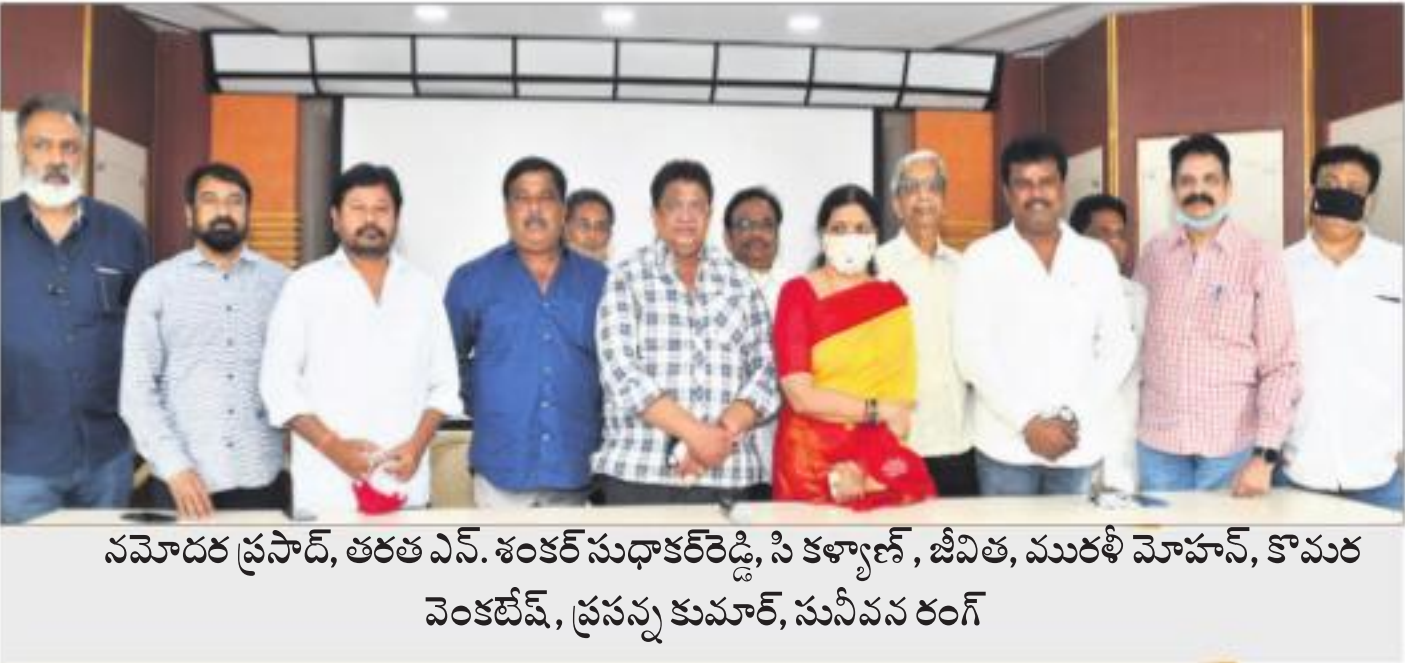 నమోదర ప్రసాద్, తరత ఎన్. శంకర్ సుధాకర్‌రెడ్డి, సి కళ్యాణ్ , జీవిత, మురళీ మోహన్, కొమర
వెంకటేష్ , ప్రసన్న కుమార్, సునీవన రంగ్